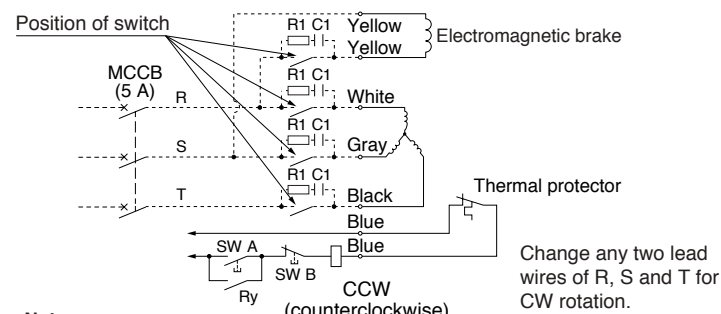 Position of switch
R1 C1
Yellow
Yellow
Electromagnetic brake
MCCB
(5 A)
R
R1 C1
White
S
R1 C1
Gray
T
R1 C1
Black
Thermal protector
Blue
Blue
SW A
SW B
Ry
CCW
(counterclockwise)
Change any two lead
wires of R, S and T for
CW rotation.